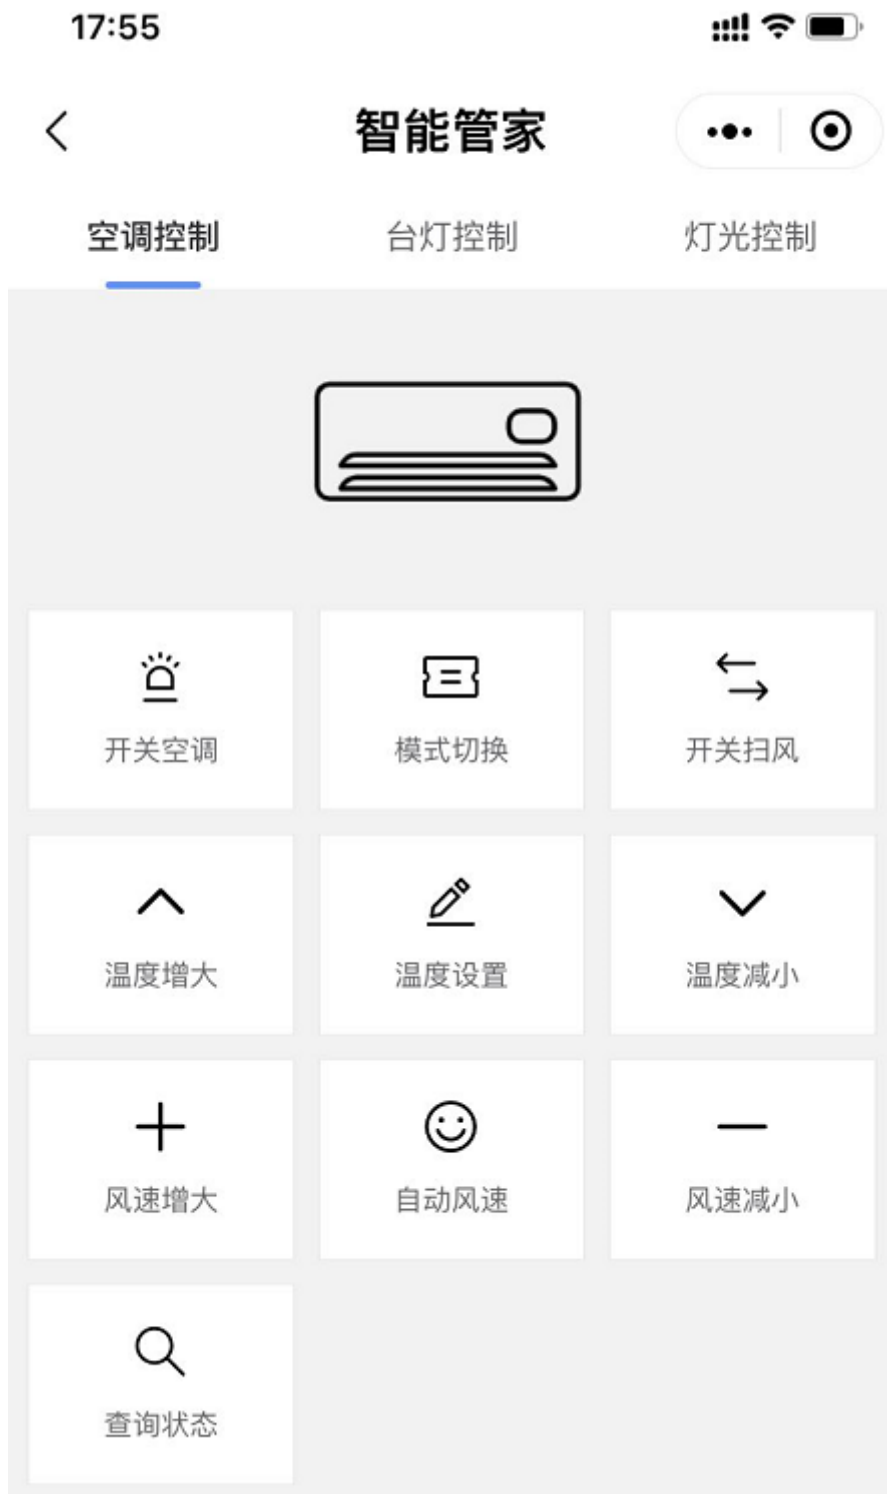 17:55
智能管家
空调控制 台灯控制 灯光控制
开关空调 模式切换 开关扫风
温度增大 温度设置 温度减小
风速增大 自动风速 风速减小
查询状态